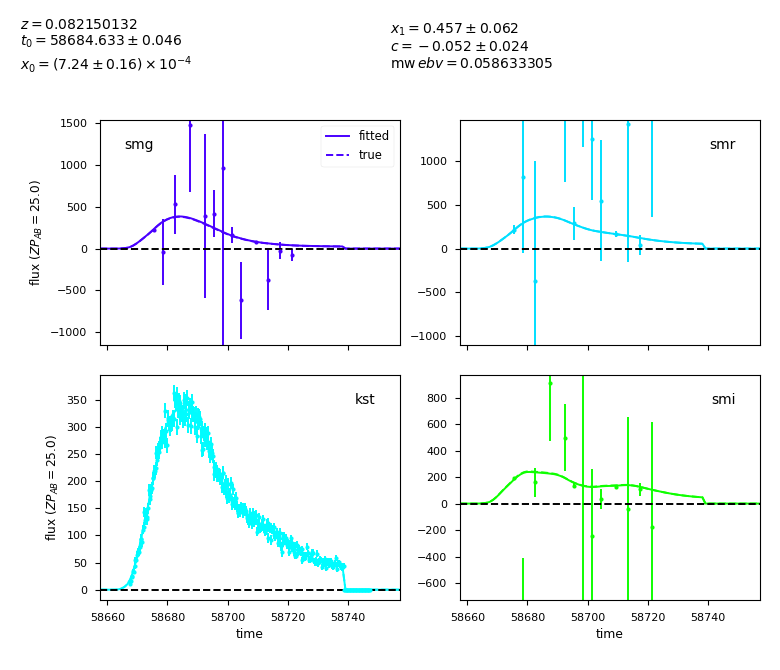 z = 0.082150132
t₀ = 58684.633 ± 0.046
x₀ = (7.24 ± 0.16) × 10⁻⁴
x₁ = 0.457 ± 0.062
c = −0.052 ± 0.024
mw ebv = 0.058633305
smg
fitted
true
1500
1000
500
0
−500
−1000
flux (ZP_AB = 25.0)
smr
1000
500
0
−500
−1000
kst
350
300
250
200
150
100
50
0
flux (ZP_AB = 25.0)
58660 58680 58700 58720 58740
time
smi
800
600
400
200
0
−200
−400
−600
58660 58680 58700 58720 58740
time